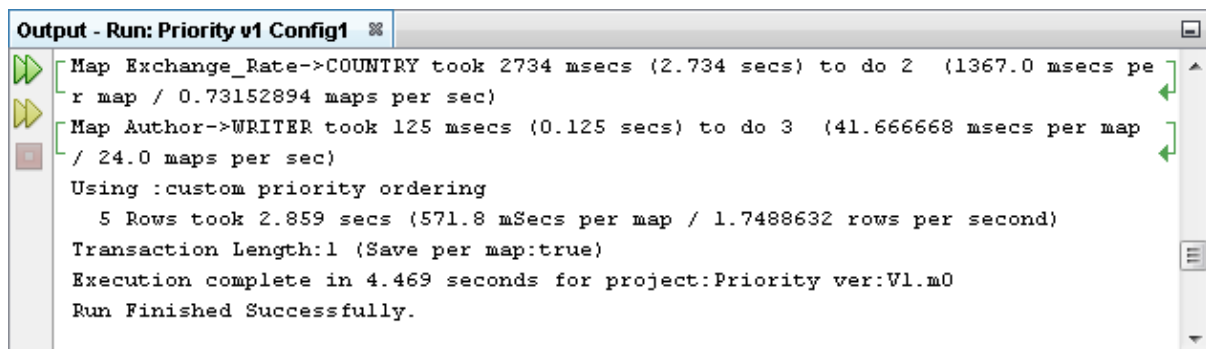 Output - Run: Priority v1 Config1
Map Exchange_Rate->COUNTRY took 2734 msecs (2.734 secs) to do 2  (1367.0 msecs pe
r map / 0.73152894 maps per sec)
Map Author->WRITER took 125 msecs (0.125 secs) to do 3  (41.666668 msecs per map
/ 24.0 maps per sec)
Using :custom priority ordering
  5 Rows took 2.859 secs (571.8 mSecs per map / 1.7488632 rows per second)
Transaction Length:1 (Save per map:true)
Execution complete in 4.469 seconds for project:Priority ver:V1.m0
Run Finished Successfully.